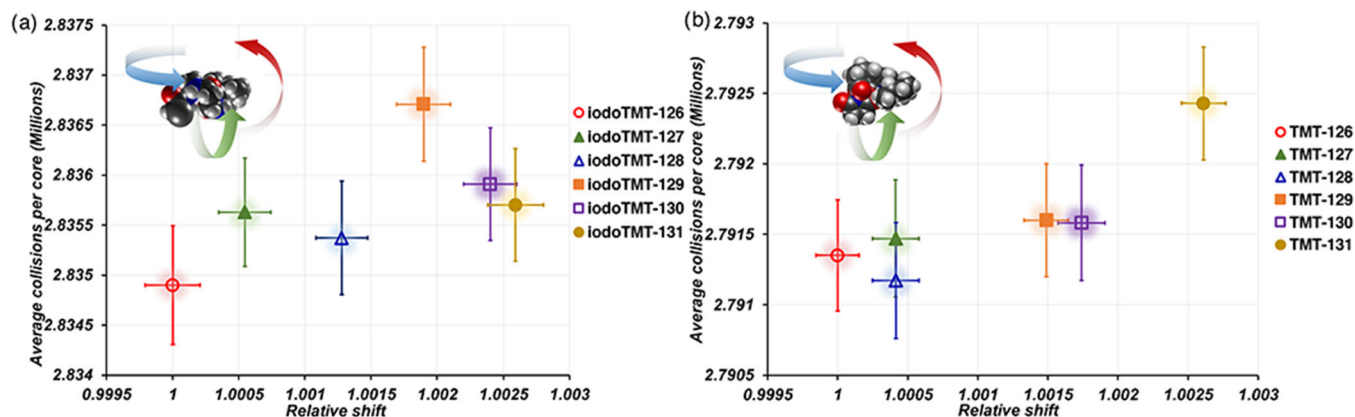 (a)
Average collisions per core (Millions)
2.8375
2.837
2.8365
2.836
2.8355
2.835
2.8345
2.834
0.9995 1 1.0005 1.001 1.0015 1.002 1.0025 1.003
Relative shift
iodoTMT-126
iodoTMT-127
iodoTMT-128
iodoTMT-129
iodoTMT-130
iodoTMT-131
(b)
Average collisions per core (Millions)
2.793
2.7925
2.792
2.7915
2.791
2.7905
0.9995 1 1.0005 1.001 1.0015 1.002 1.0025 1.003
Relative shift
TMT-126
TMT-127
TMT-128
TMT-129
TMT-130
TMT-131